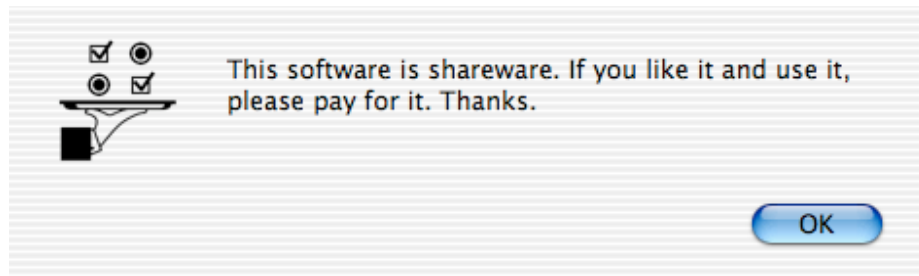 This software is shareware. If you like it and use it,
please pay for it. Thanks.
OK